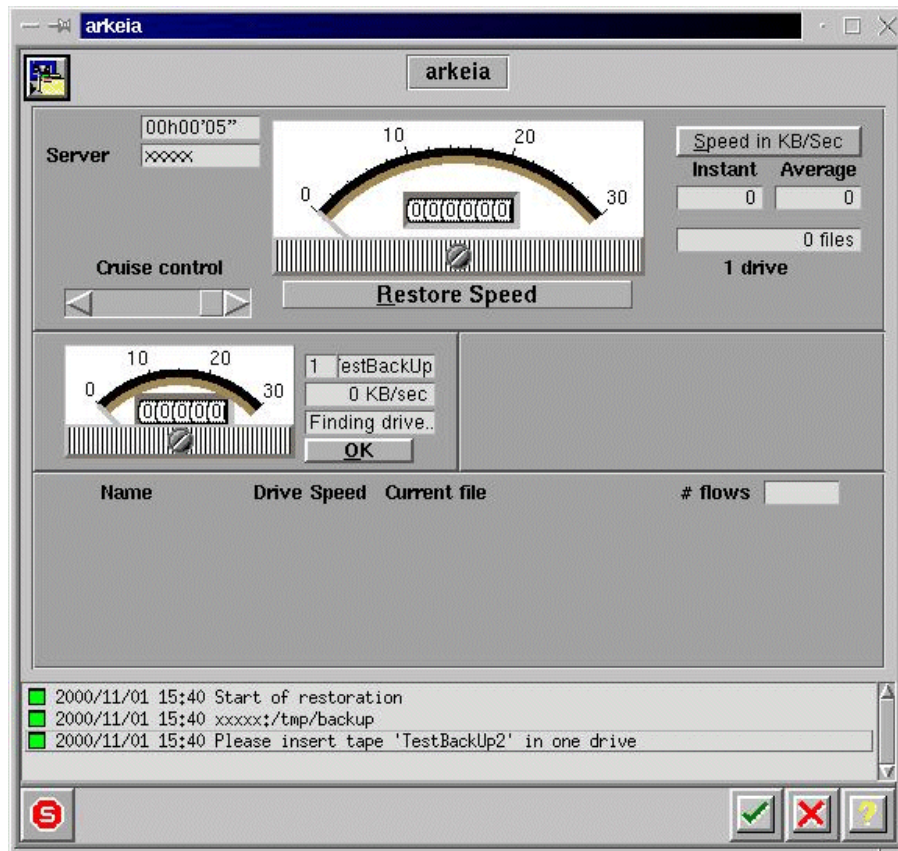 arkeia
arkeia
00h00'05"
Server xxxxx
0 10 20 30
000000
Speed in KB/Sec
Instant Average
0 0
0 files
1 drive
Cruise control
Restore Speed
0 10 20 30
00000
1 estBackUp
0 KB/sec
Finding drive..
OK
Name Drive Speed Current file # flows
2000/11/01 15:40 Start of restoration
2000/11/01 15:40 xxxxx:/tmp/backup
2000/11/01 15:40 Please insert tape 'TestBackUp2' in one drive
S
?